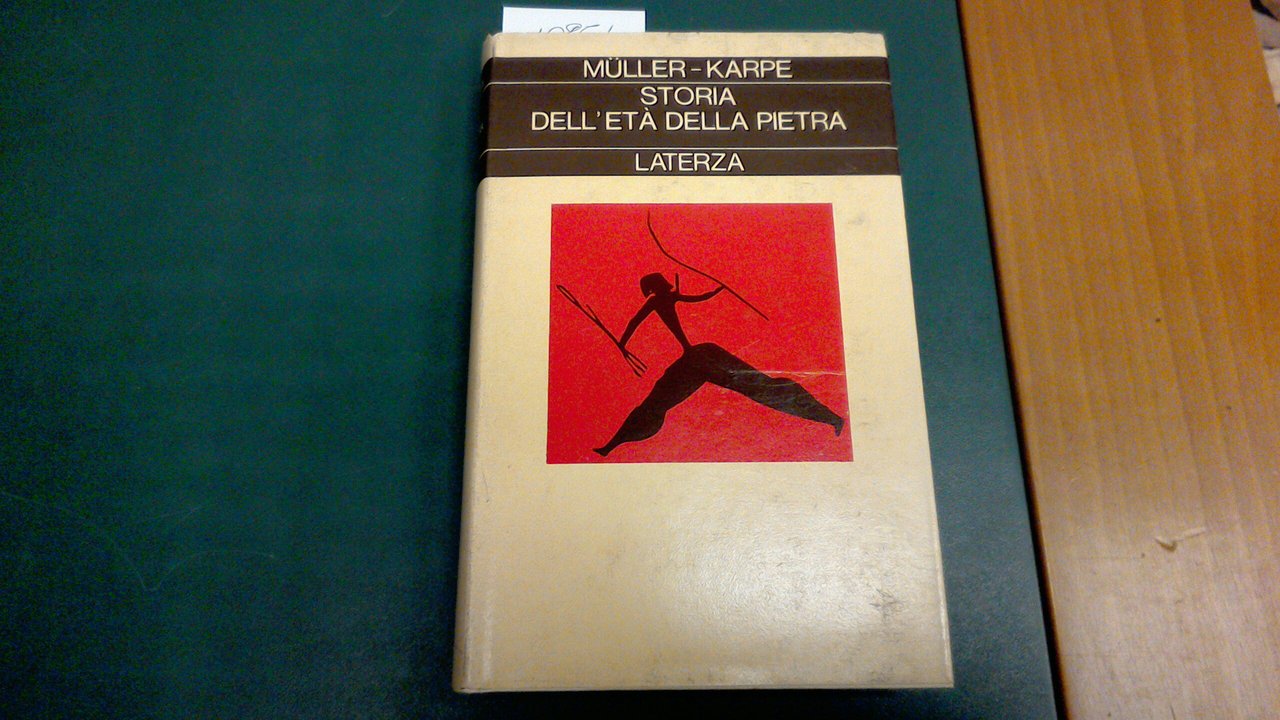 MÜLLER-KARPE
STORIA
DELL'ETÀ DELLA PIETRA
LATERZA